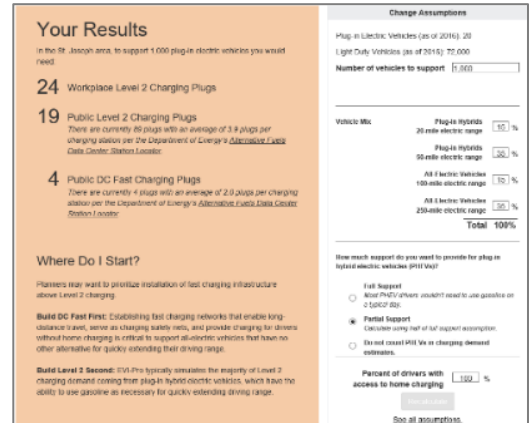 Your Results
In the St. Joseph area, to support 1,000 plug-in electric vehicles you would
need:
24 Workplace Level 2 Charging Plugs
19 Public Level 2 Charging Plugs
There are currently 89 plugs with an average of 3.9 plugs per
charging station per the Department of Energy's Alternative Fuels
Data Center Station Locator.
4 Public DC Fast Charging Plugs
There are currently 4 plugs with an average of 2.0 plugs per charging
station per the Department of Energy's Alternative Fuels Data Center
Station Locator.
Where Do I Start?
Planners may want to prioritize installation of fast charging infrastructure
above Level 2 charging.
Build DC Fast First: Establishing fast charging networks that enable long-
distance travel, serve as charging safety nets, and provide charging for drivers
without home charging is critical to support all-electric vehicles that have no
other alternative for quickly extending their driving range.
Build Level 2 Second: EVI-Pro typically simulates the majority of Level 2
charging demand coming from plug-in hybrid electric vehicles, which have the
ability to use gasoline as necessary for quickly extending driving range.
Change Assumptions
Plug-in Electric Vehicles (as of 2016): 20
Light Duty Vehicles (as of 2016): 72,000
Number of vehicles to support 1,000
Vehicle Mix
Plug-in Hybrids
20-mile electric range 15 %
Plug-in Hybrids
50-mile electric range 35 %
All-Electric Vehicles
100-mile electric range 15 %
All-Electric Vehicles
250-mile electric range 35 %
Total 100%
How much support do you want to provide for plug-in
hybrid electric vehicles (PHEVs)?
Full Support
Most PHEV drivers wouldn't need to use gasoline on
a typical day.
Partial Support
Calculate using half of full support assumption.
Do not count PHEVs in charging demand
estimates.
Percent of drivers with
access to home charging 100 %
See all assumptions.